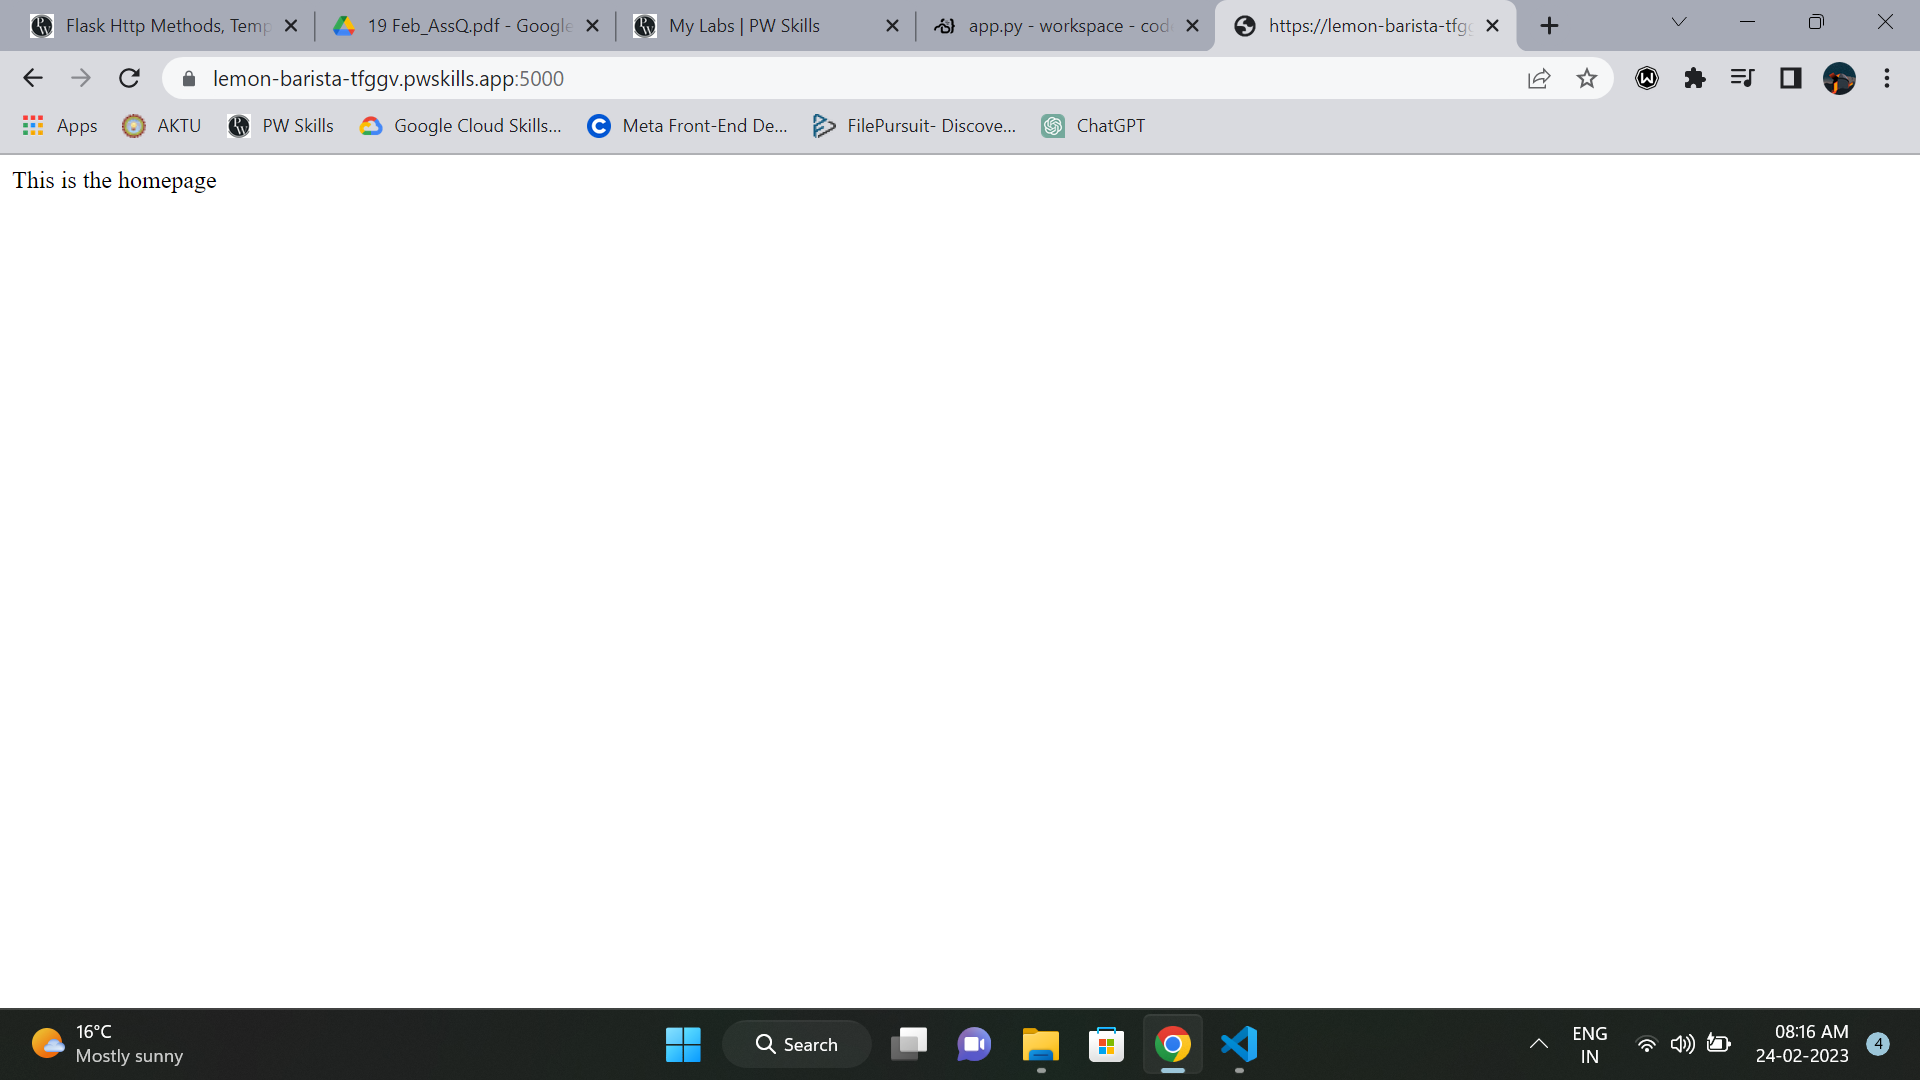 Flask Http Methods, Temp
19 Feb_AssQ.pdf - Google
My Labs | PW Skills
app.py - workspace - code
https://lemon-barista-tfgg
lemon-barista-tfggv.pwskills.app:5000
Apps
AKTU
PW Skills
Google Cloud Skills...
Meta Front-End De...
FilePursuit- Discove...
ChatGPT
This is the homepage
16°C
Mostly sunny
Search
ENG
IN
08:16 AM
24-02-2023
4